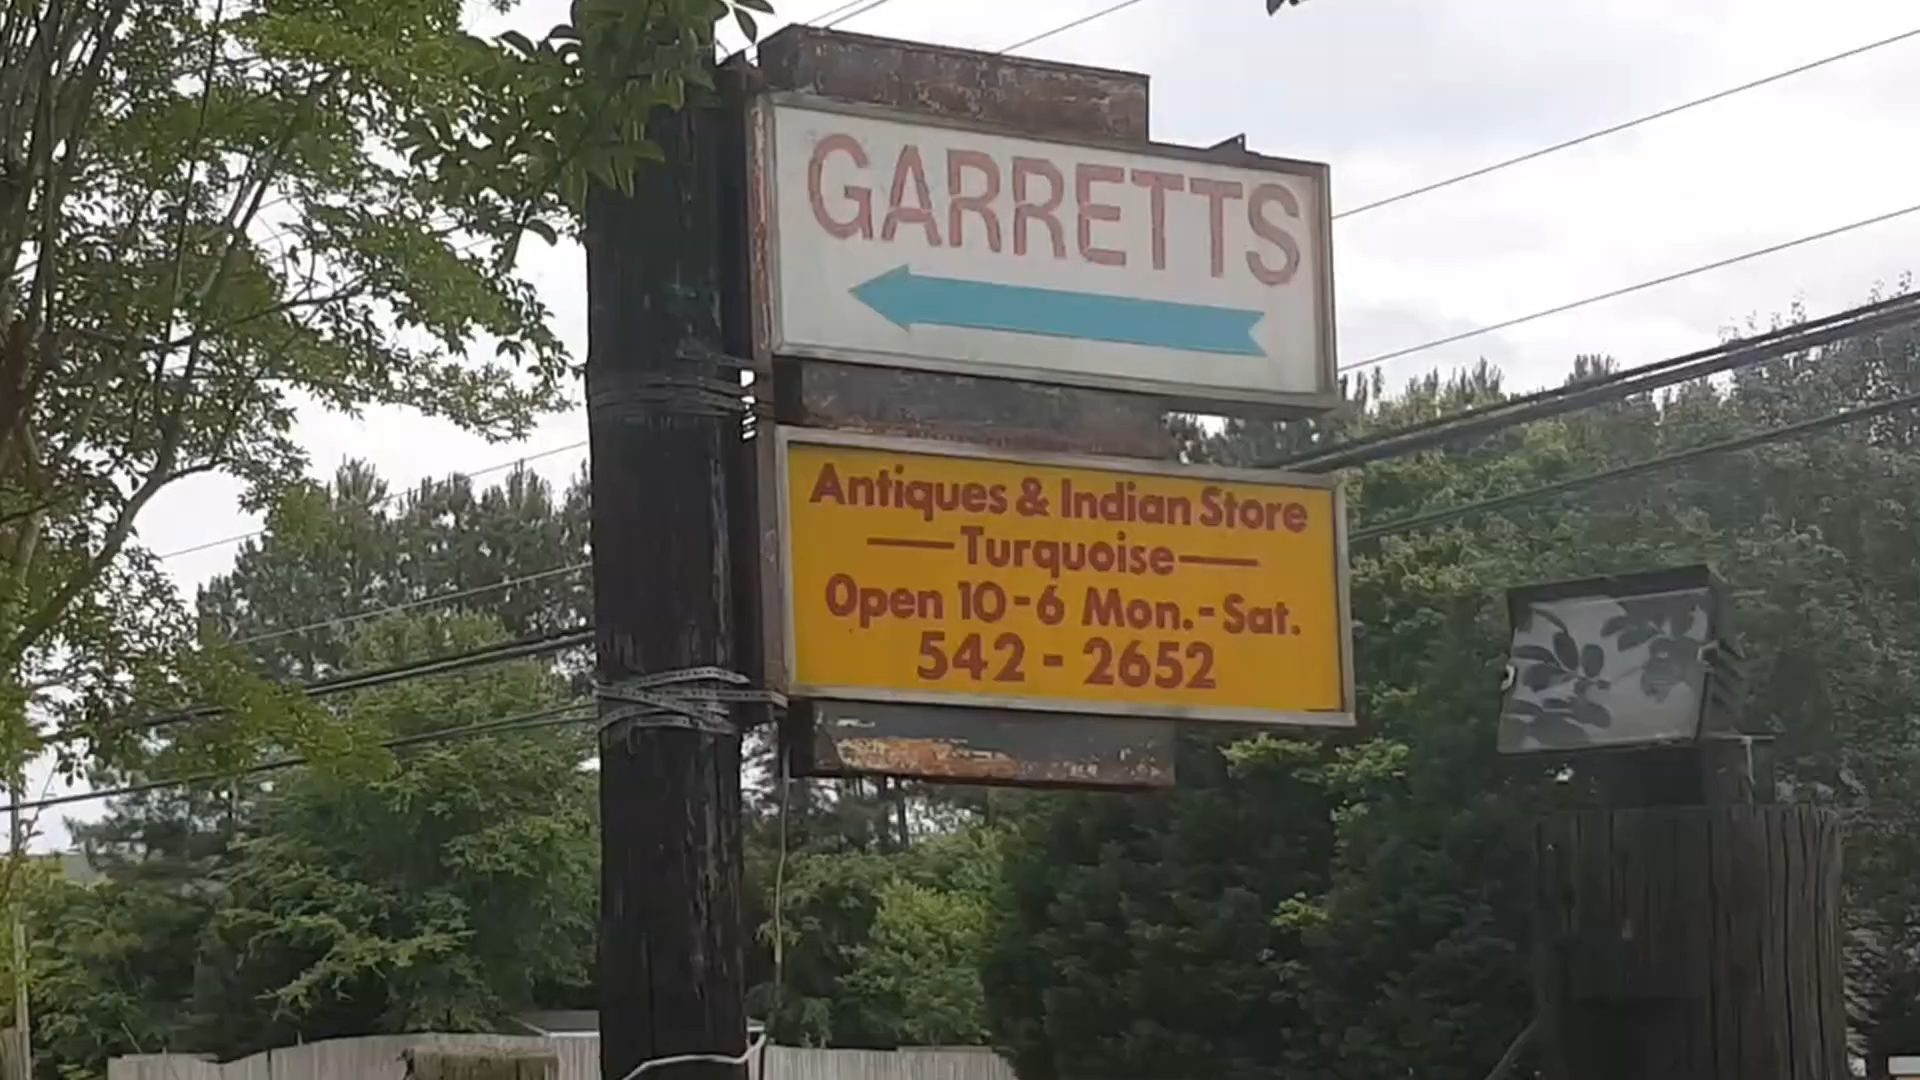 GARRETTS
Antiques & Indian Store
—Turquoise—
Open 10-6 Mon.-Sat.
542-2652